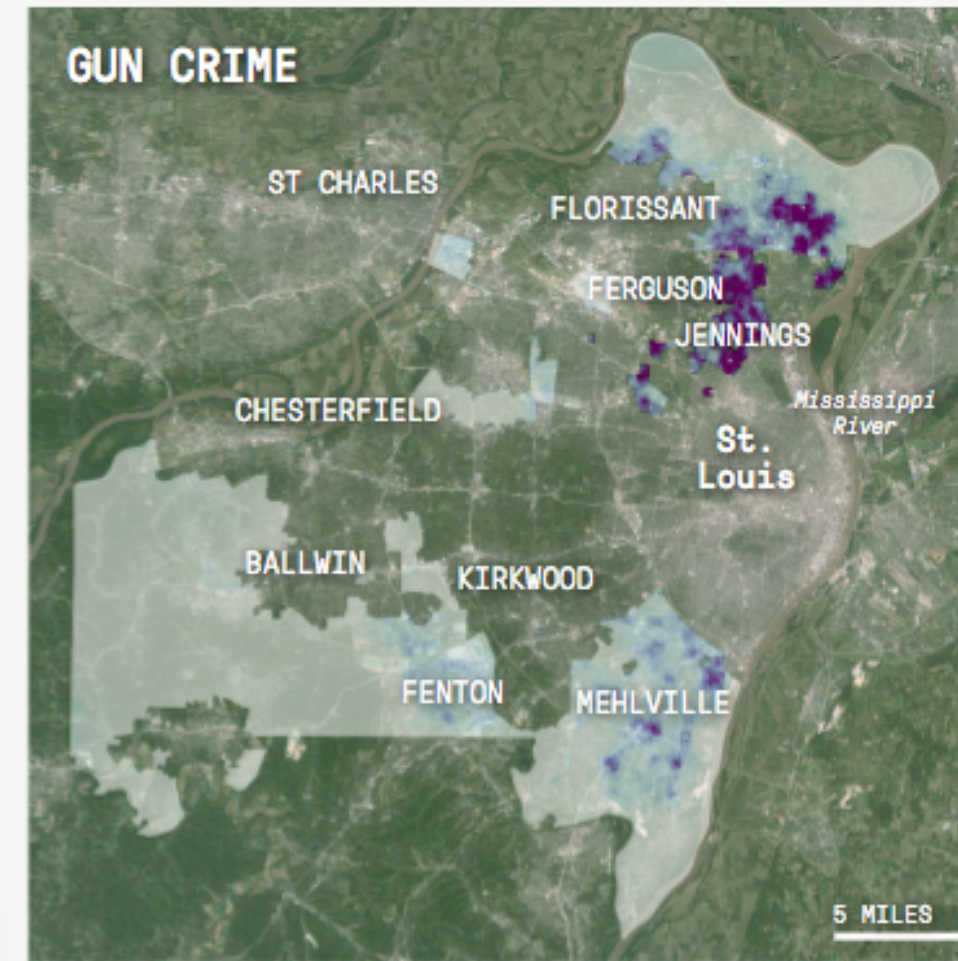 GUN CRIME
ST CHARLES
FLORISSANT
FERGUSON
JENNINGS
CHESTERFIELD
Mississippi
River
St.
Louis
BALLWIN
KIRKWOOD
FENTON
MEHLVILLE
5 MILES